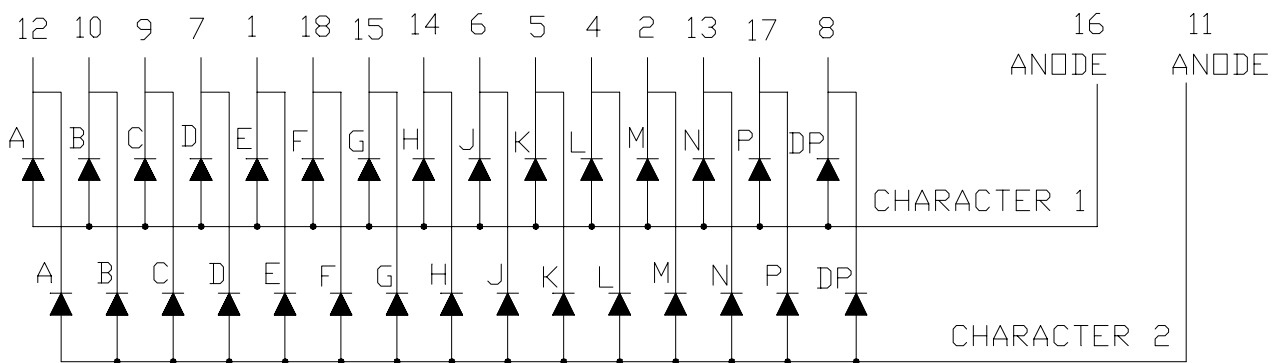 12 10 9 7 1 18 15 14 6 5 4 2 13 17 8 16 11
ANODE ANODE
A B C D E F G H J K L M N P DP
CHARACTER 1
A B C D E F G H J K L M N P DP
CHARACTER 2